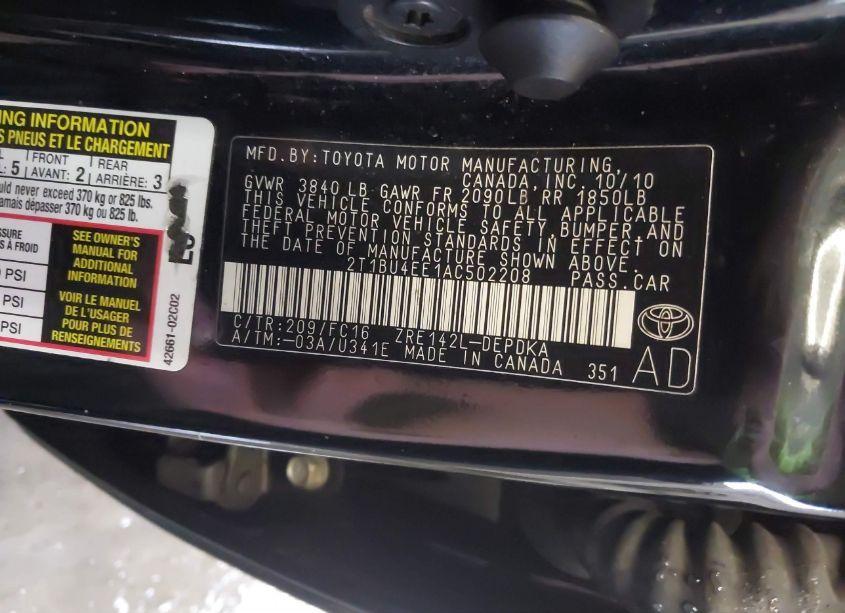 NG INFORMATION
S PNEUS ET LE CHARGEMENT
FRONT REAR
: 5 AVANT: 2 ARRIÈRE: 3
uld never exceed 370 kg or 825 lbs.
amais dépasser 370 kg ou 825 lb.
SSURE
À FROID
PSI
PSI
PSI
SEE OWNER'S
MANUAL FOR
ADDITIONAL
INFORMATION
VOIR LE MANUEL
DE L'USAGER
POUR PLUS DE
RENSEIGNEMENTS
42661-02C02
MFD.BY:TOYOTA MOTOR MANUFACTURING,
CANADA, INC. 10/10
GVWR 3840 LB GAWR FR 2090LB RR 1850LB
THIS VEHICLE CONFORMS TO ALL APPLICABLE
FEDERAL MOTOR VEHICLE SAFETY, BUMPER, AND
THEFT PREVENTION STANDARDS IN EFFECT ON
THE DATE OF MANUFACTURE SHOWN ABOVE.
2T1BU4EE1AC502208 PASS.CAR
C/TR:209/FC16 ZRE142L-DEPDKA
A/TM:-03A/U341E MADE IN CANADA 351
AD